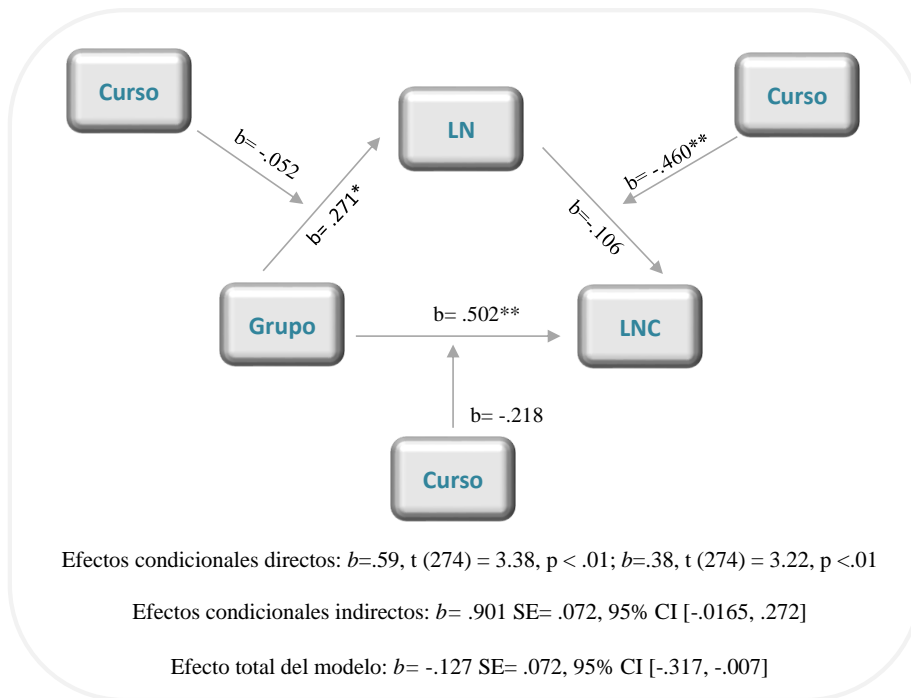 Curso
Curso
LN
b= -.052
b= .271*
b=-.106
b= -.460**
Grupo
b= .502**
LNC
b= -.218
Curso
Efectos condicionales directos: b=.59, t (274) = 3.38, p < .01; b=.38, t (274) = 3.22, p <.01
Efectos condicionales indirectos: b= .901 SE= .072, 95% CI [-.0165, .272]
Efecto total del modelo: b= -.127 SE= .072, 95% CI [-.317, -.007]